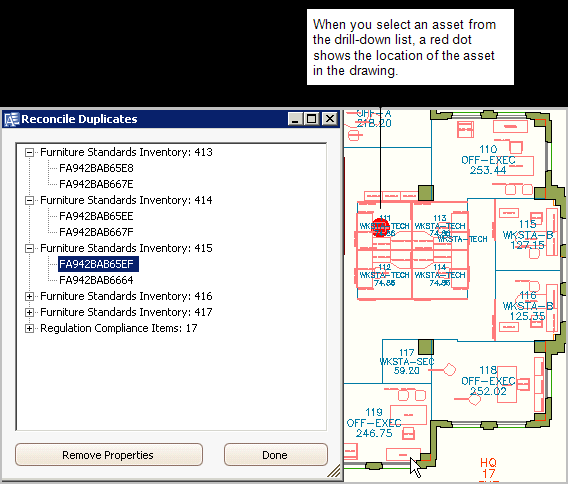 When you select an asset from
the drill-down list, a red dot
shows the location of the asset
in the drawing.
Reconcile Duplicates
Furniture Standards Inventory: 413
FA942BAB65E8
FA942BAB667E
Furniture Standards Inventory: 414
FA942BAB65EE
FA942BAB667F
Furniture Standards Inventory: 415
FA942BAB65EF
FA942BAB6664
Furniture Standards Inventory: 416
Furniture Standards Inventory: 417
Regulation Compliance Items: 17
Remove Properties
Done
OFF-A
218.20
110
OFF-EXEC
253.44
111
WKSTA-TECH
74.86
113
WKSTA-TECH
74.86
WKSTA-TECH
112
WKSTA-TECH
74.86
114
WKSTA-TECH
74.86
115
WKSTA-B
127.15
116
WKSTA-B
125.35
117
WKSTA-SEC
59.20
118
OFF-EXEC
252.02
119
OFF-EXEC
246.75
HQ
17